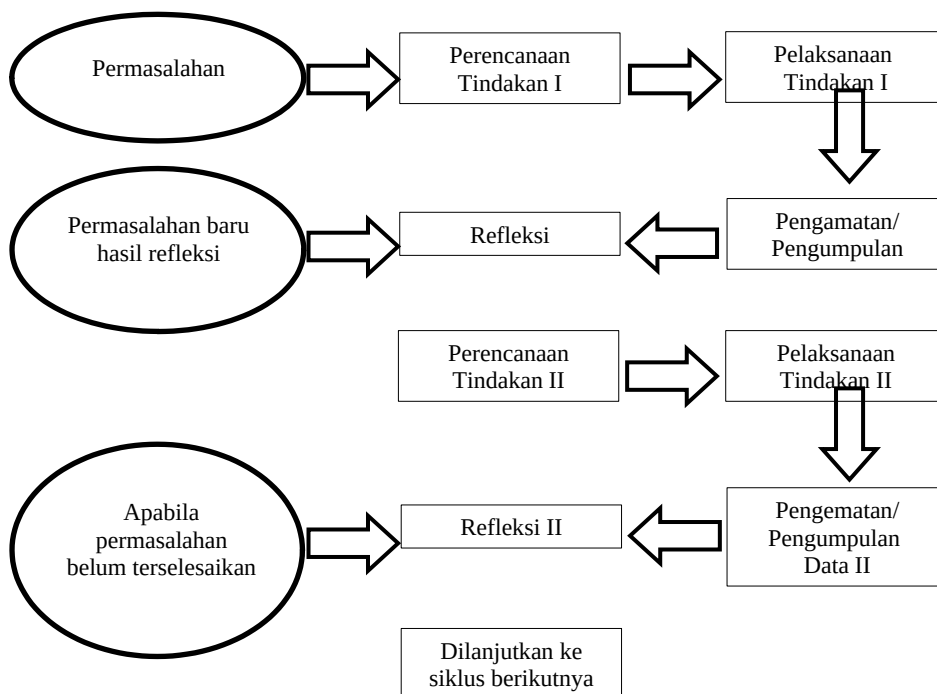 Permasalahan
Perencanaan
Tindakan I
Pelaksanaan
Tindakan I
Permasalahan baru
hasil refleksi
Refleksi
Pengamatan/
Pengumpulan
Perencanaan
Tindakan II
Pelaksanaan
Tindakan II
Apabila
permasalahan
belum terselesaikan
Refleksi II
Pengematan/
Pengumpulan
Data II
Dilanjutkan ke
siklus berikutnya